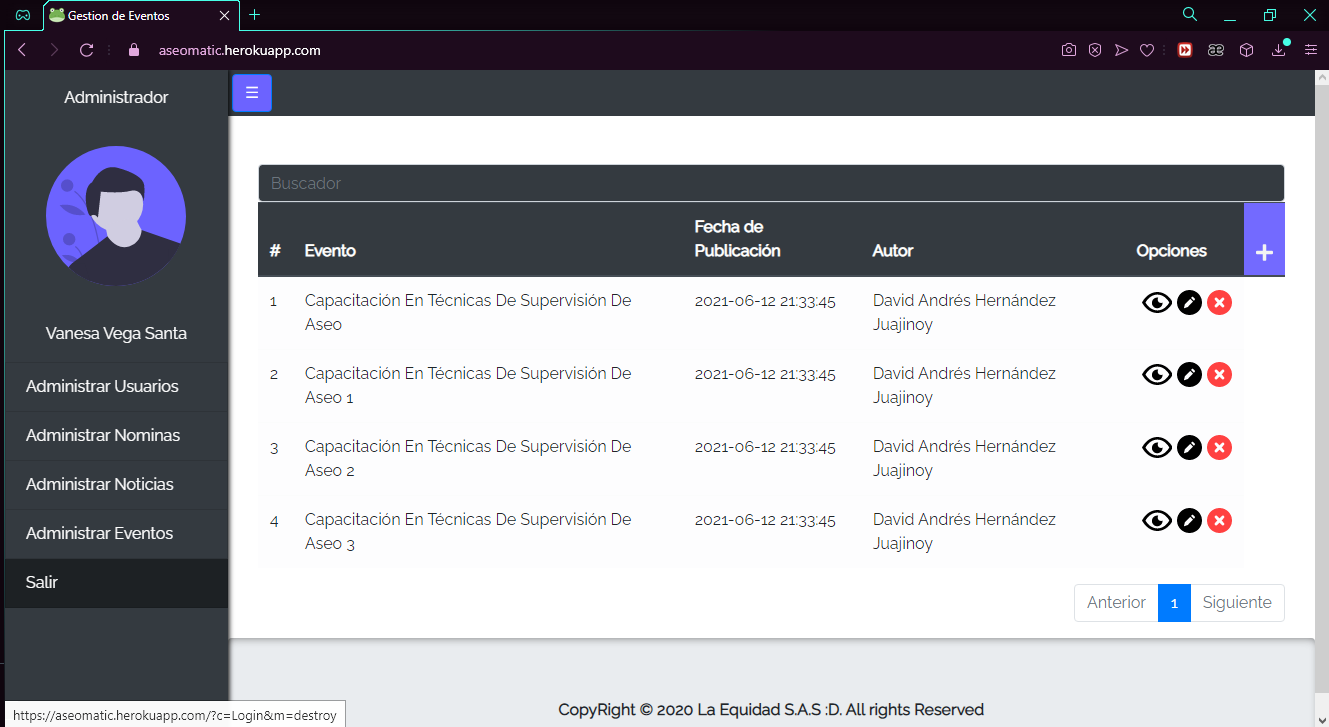 Gestion de Eventos
aseomatic.herokuapp.com
Administrador
Vanesa Vega Santa
Administrar Usuarios
Administrar Nominas
Administrar Noticias
Administrar Eventos
Salir
Buscador
# Evento Fecha de Publicación Autor Opciones
1 Capacitación En Técnicas De Supervisión De 2021-06-12 21:33:45 David Andrés Hernández
Aseo Juajinoy
2 Capacitación En Técnicas De Supervisión De 2021-06-12 21:33:45 David Andrés Hernández
Aseo 1 Juajinoy
3 Capacitación En Técnicas De Supervisión De 2021-06-12 21:33:45 David Andrés Hernández
Aseo 2 Juajinoy
4 Capacitación En Técnicas De Supervisión De 2021-06-12 21:33:45 David Andrés Hernández
Aseo 3 Juajinoy
Anterior 1 Siguiente
CopyRight © 2020 La Equidad S.A.S :D. All rights Reserved
https://aseomatic.herokuapp.com/?c=Login&m=destroy